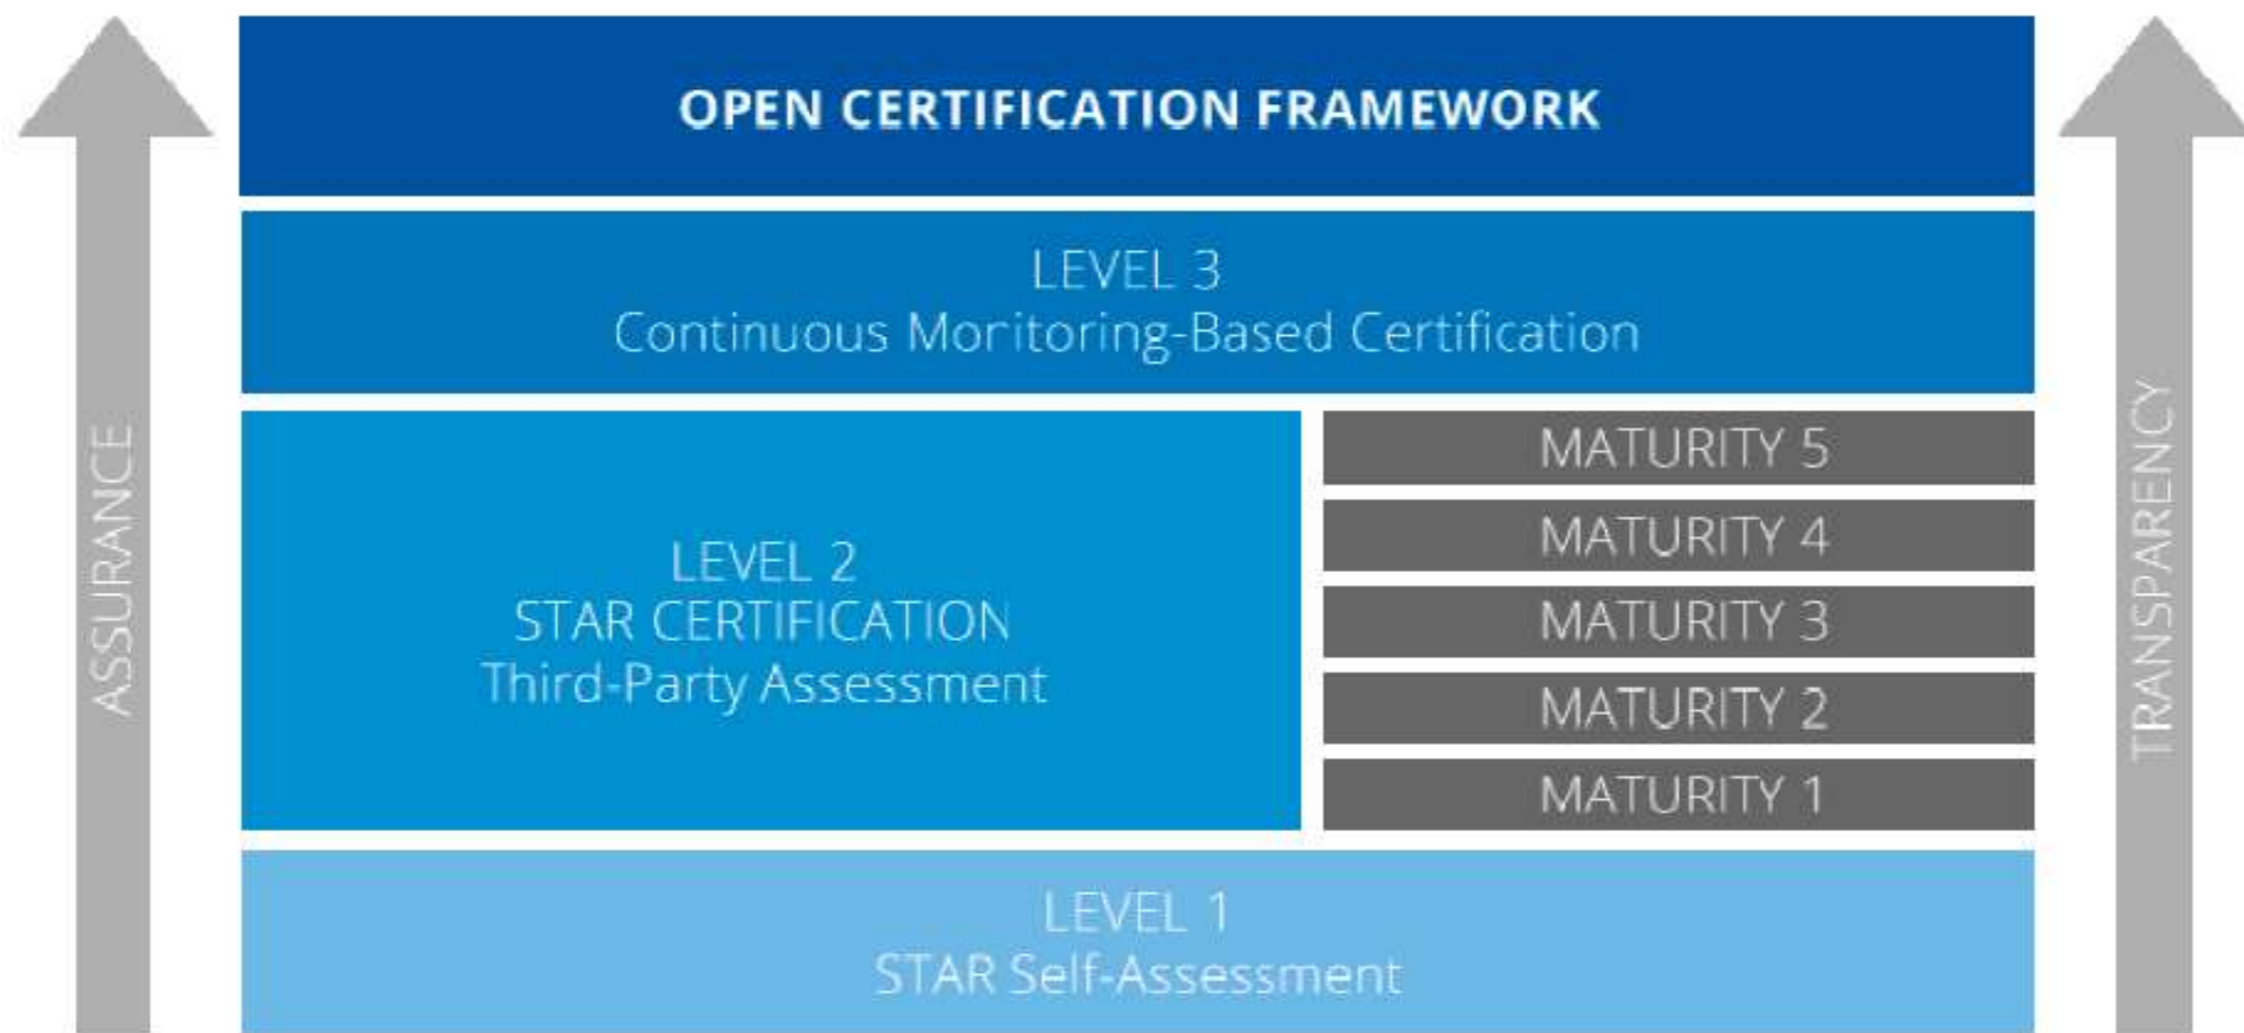 OPEN CERTIFICATION FRAMEWORK
LEVEL 3
Continuous Monitoring-Based Certification
ASSURANCE
LEVEL 2
STAR CERTIFICATION
Third-Party Assessment
MATURITY 5
MATURITY 4
MATURITY 3
MATURITY 2
MATURITY 1
TRANSPARENCY
LEVEL 1
STAR Self-Assessment